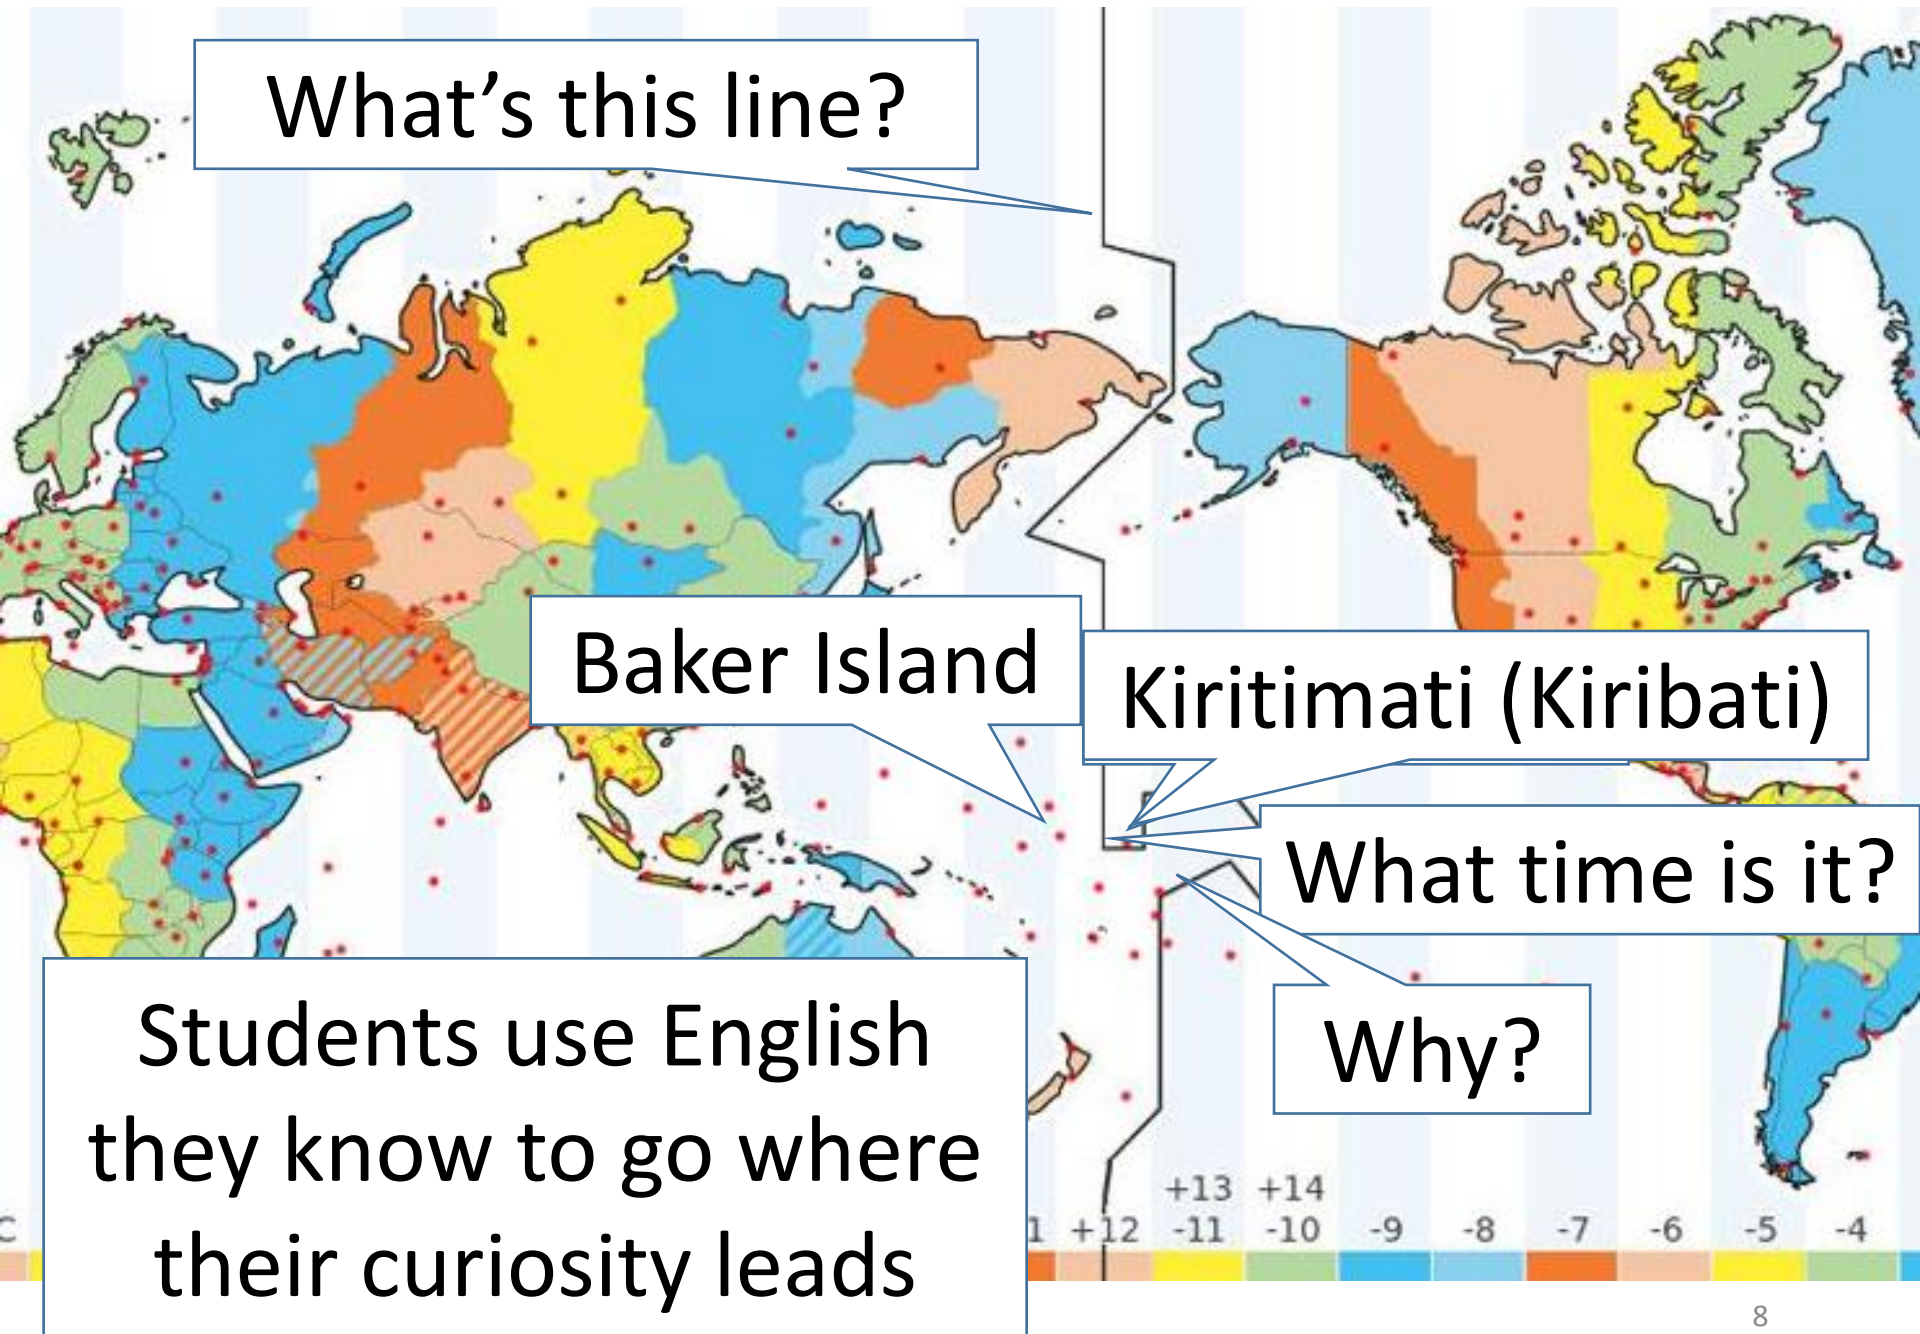 What’s this line?
Baker Island
Kiritimati (Kiribati)
What time is it?
Why?
Students use English
they know to go where
their curiosity leads
+13 +14
C 1 +12 -11 -10 -9 -8 -7 -6 -5 -4
8